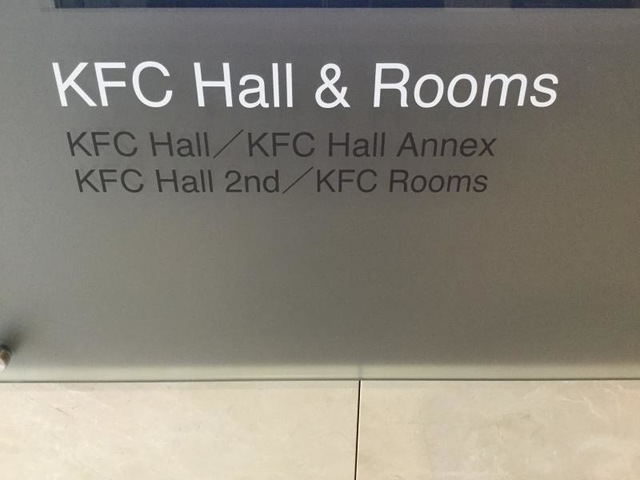 KFC Hall & Rooms
KFC Hall／KFC Hall Annex
KFC Hall 2nd／KFC Rooms